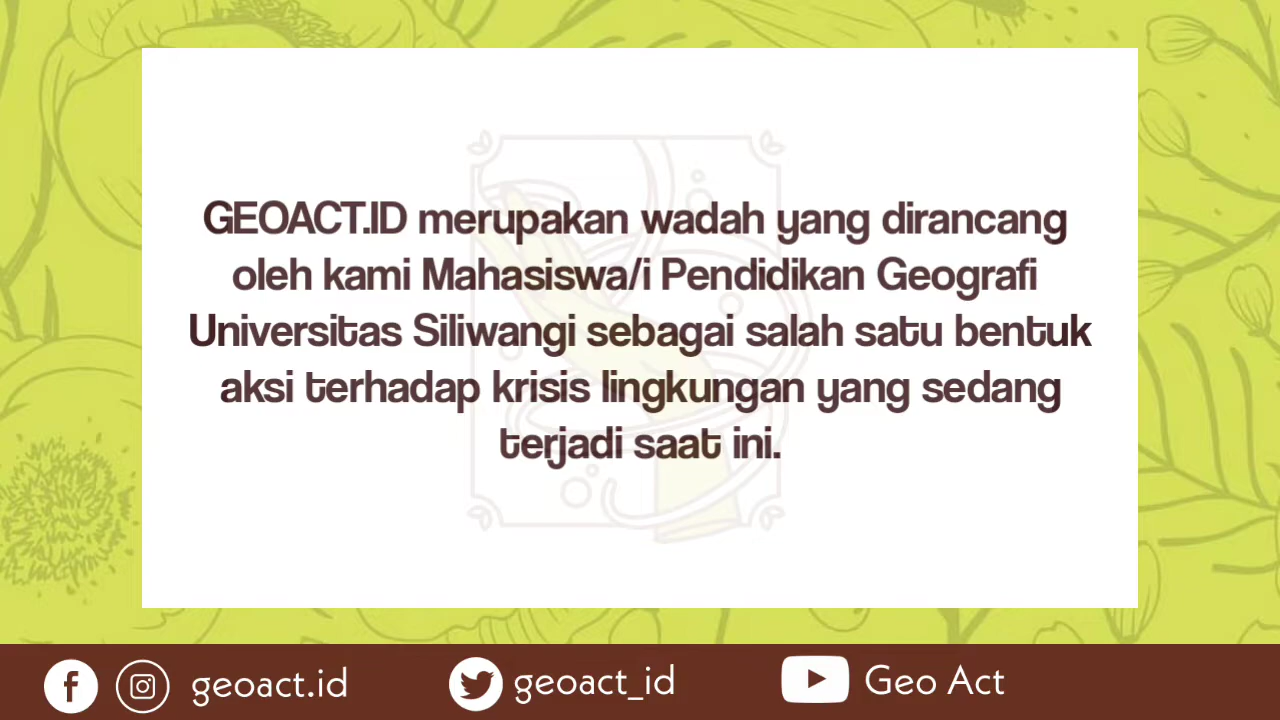 GEOACT.ID merupakan wadah yang dirancang
oleh kami Mahasiswa/i Pendidikan Geografi
Universitas Siliwangi sebagai salah satu bentuk
aksi terhadap krisis lingkungan yang sedang
terjadi saat ini.
geoact.id geoact_id Geo Act